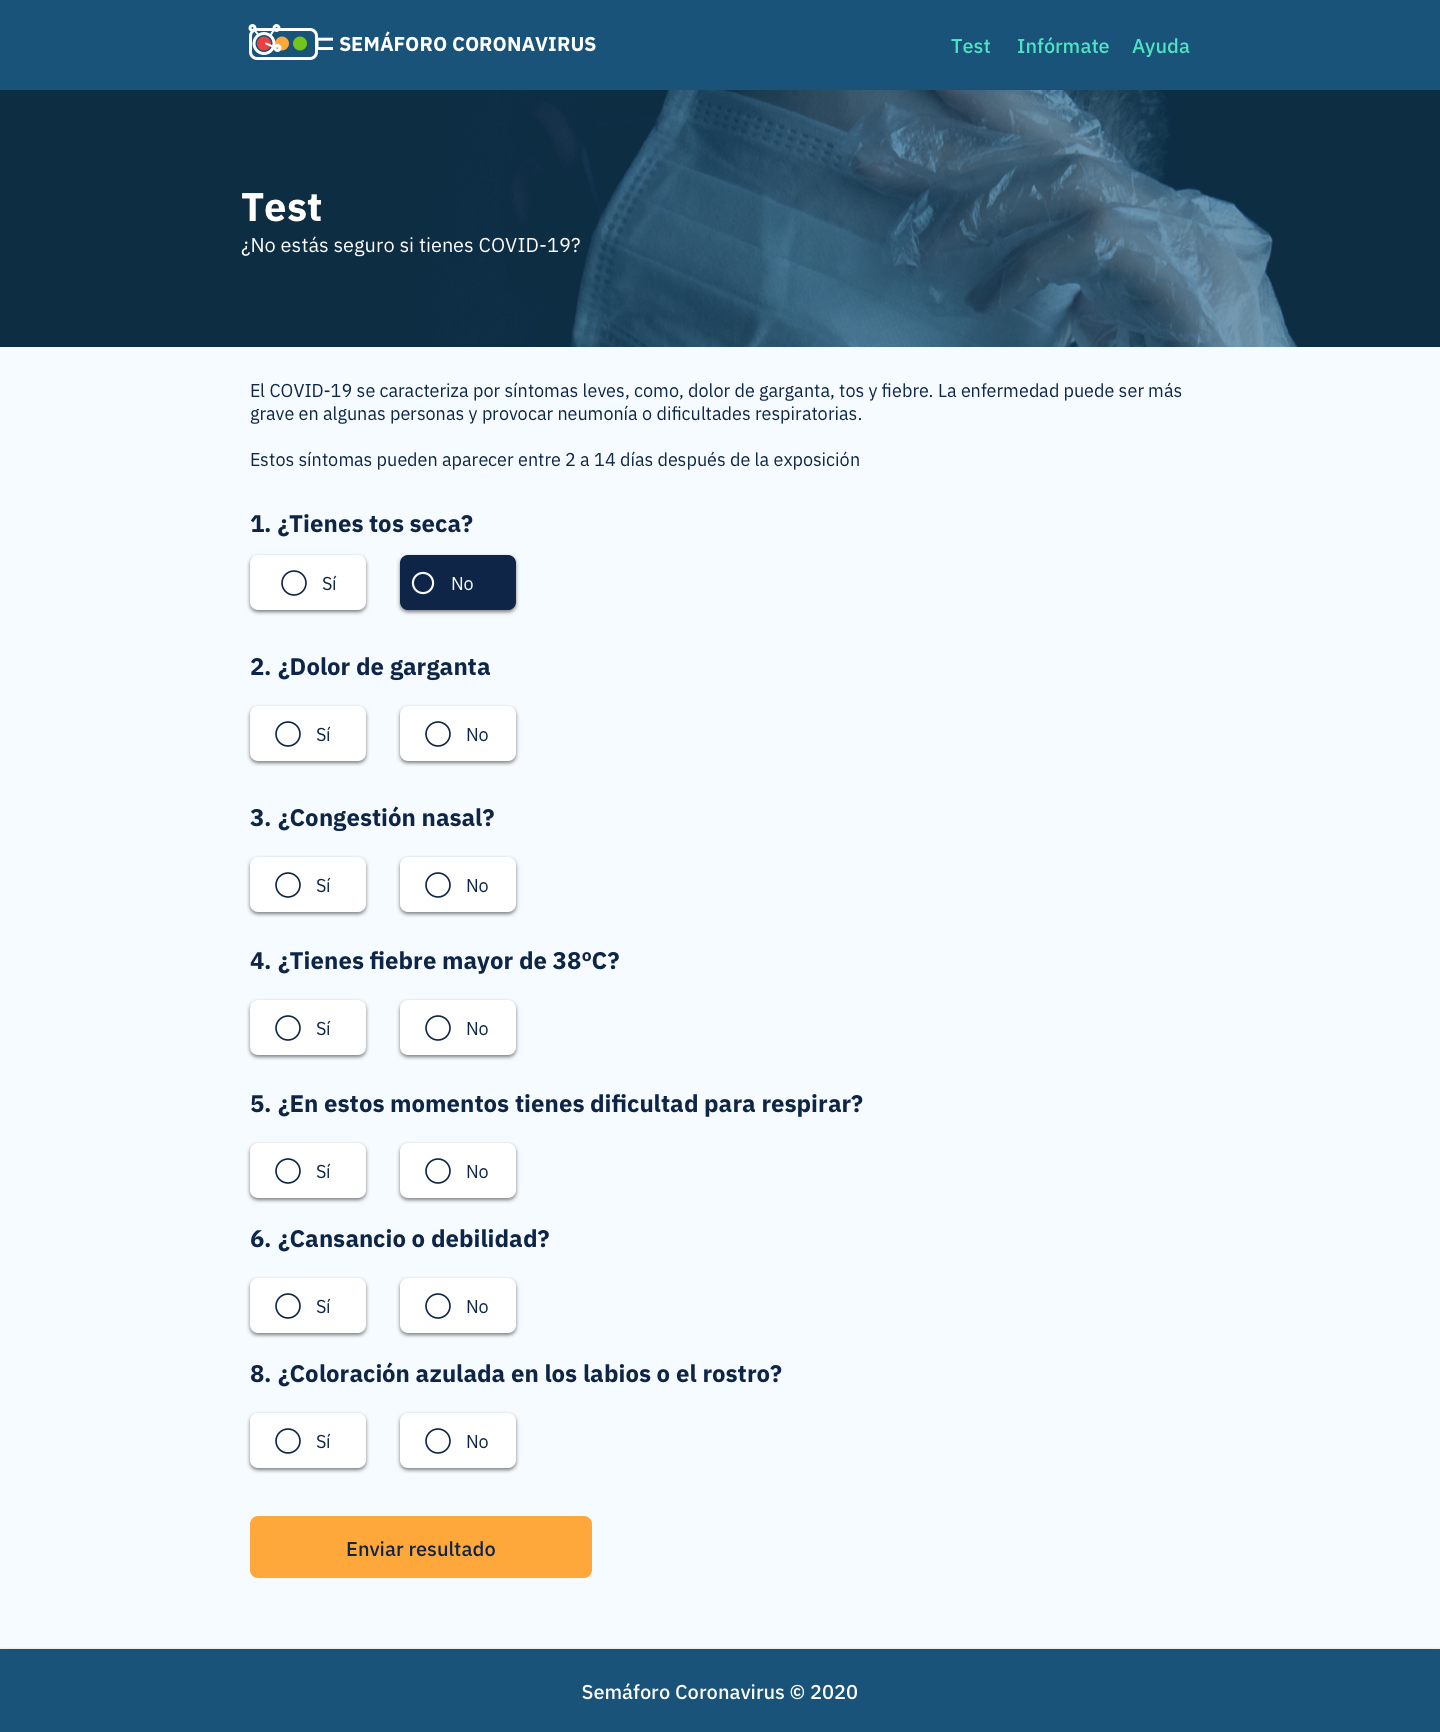 SEMÁFORO CORONAVIRUS
Test Infórmate Ayuda
Test
¿No estás seguro si tienes COVID-19?
El COVID-19 se caracteriza por síntomas leves, como, dolor de garganta, tos y fiebre. La enfermedad puede ser más
grave en algunas personas y provocar neumonía o dificultades respiratorias.
Estos síntomas pueden aparecer entre 2 a 14 días después de la exposición
1. ¿Tienes tos seca?
Sí No
2. ¿Dolor de garganta
Sí No
3. ¿Congestión nasal?
Sí No
4. ¿Tienes fiebre mayor de 38ºC?
Sí No
5. ¿En estos momentos tienes dificultad para respirar?
Sí No
6. ¿Cansancio o debilidad?
Sí No
8. ¿Coloración azulada en los labios o el rostro?
Sí No
Enviar resultado
Semáforo Coronavirus © 2020